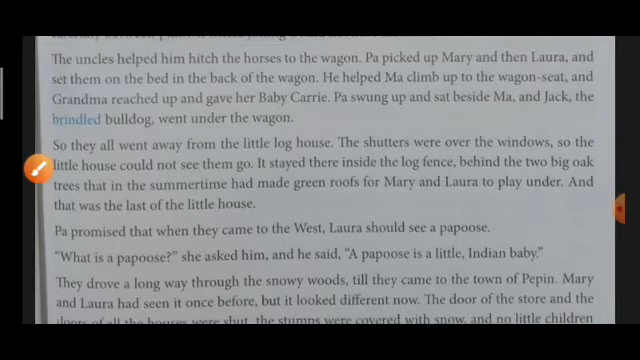 The uncles helped him hitch the horses to the wagon. Pa picked up Mary and then Laura, and
set them on the bed in the back of the wagon. He helped Ma climb up to the wagon-seat, and
Grandma reached up and gave her Baby Carrie. Pa swung up and sat beside Ma, and Jack, the
brindled bulldog, went under the wagon.
So they all went away from the little log house. The shutters were over the windows, so the
little house could not see them go. It stayed there inside the log fence, behind the two big oak
trees that in the summertime had made green roofs for Mary and Laura to play under. And
that was the last of the little house.
Pa promised that when they came to the West, Laura should see a papoose.
“What is a papoose?” she asked him, and he said, “A papoose is a little, Indian baby.”
They drove a long way through the snowy woods, till they came to the town of Pepin. Mary
and Laura had seen it once before, but it looked different now. The door of the store and the
doors of all the houses were shut, the stumps were covered with snow, and no little children